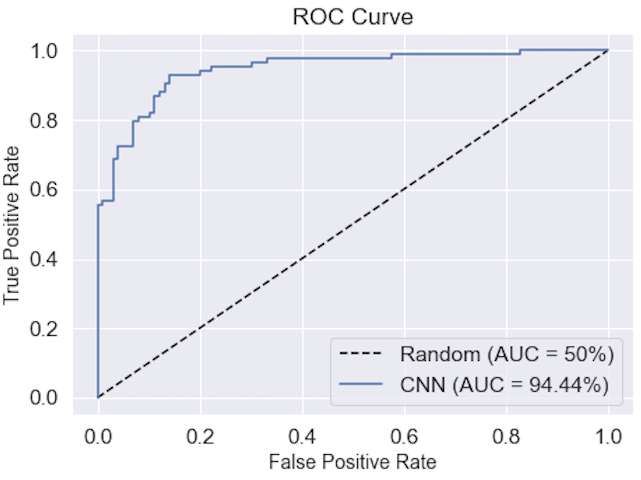 ROC Curve
True Positive Rate
1.0
0.8
0.6
0.4
0.2
0.0
Random (AUC = 50%)
CNN (AUC = 94.44%)
0.0 0.2 0.4 0.6 0.8 1.0
False Positive Rate